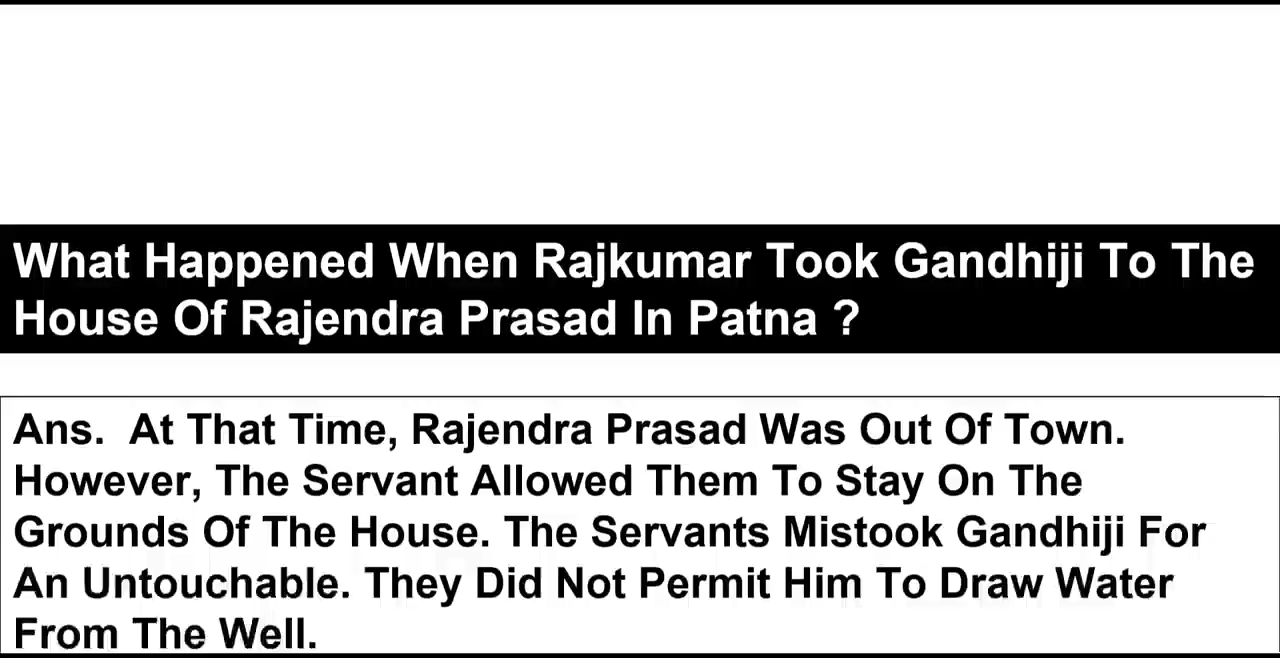 What Happened When Rajkumar Took Gandhiji To The
House Of Rajendra Prasad In Patna ?
Ans.  At That Time, Rajendra Prasad Was Out Of Town.
However, The Servant Allowed Them To Stay On The
Grounds Of The House. The Servants Mistook Gandhiji For
An Untouchable. They Did Not Permit Him To Draw Water
From The Well.